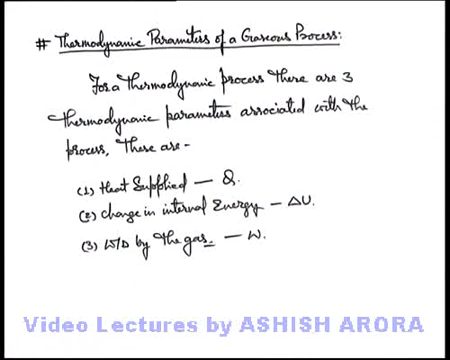 # Thermodynamic Parameters of a Gaseous Process:
For a Thermodynamic process there are 3
thermodynamic parameters associated with the
process, These are -
(1) Heat Supplied — Q.
(2) change in internal Energy - ΔU.
(3) W/D by the gas — W.
Video Lectures by ASHISH ARORA